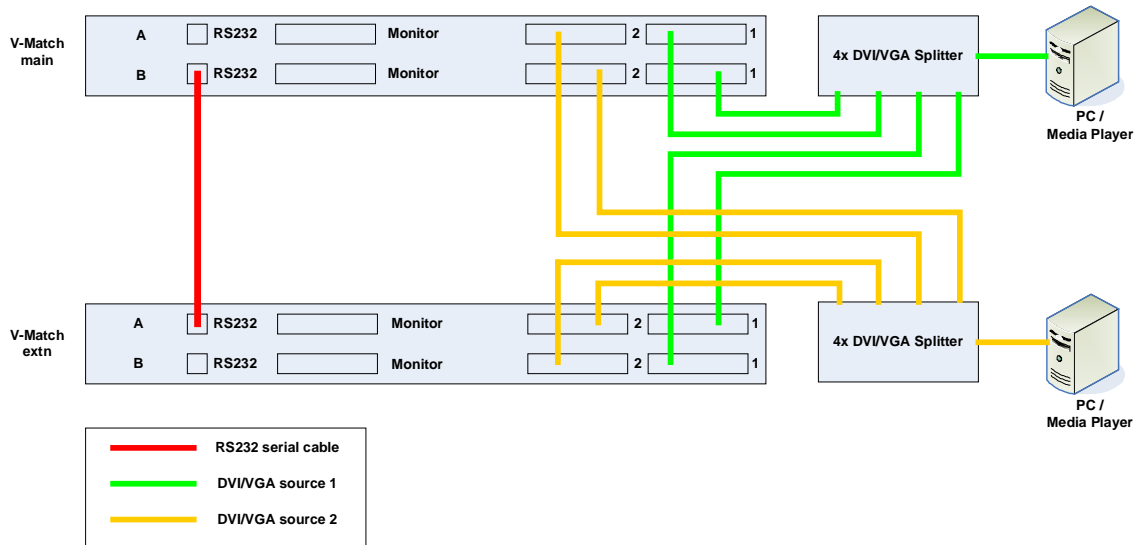 V-Match
main
A RS232 Monitor 2 1
B RS232 Monitor 2 1
4x DVI/VGA Splitter
PC /
Media Player
V-Match
extn
A RS232 Monitor 2 1
B RS232 Monitor 2 1
4x DVI/VGA Splitter
PC /
Media Player
RS232 serial cable
DVI/VGA source 1
DVI/VGA source 2